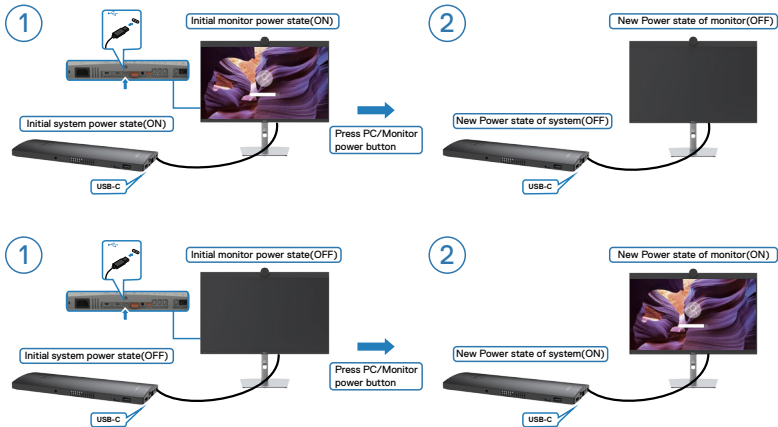 1
Initial monitor power state(ON)
2
New Power state of monitor(OFF)
Initial system power state(ON)
Press PC/Monitor
power button
New Power state of system(OFF)
USB-C
USB-C
1
Initial monitor power state(OFF)
2
New Power state of monitor(ON)
Initial system power state(OFF)
Press PC/Monitor
power button
New Power state of system(ON)
USB-C
USB-C